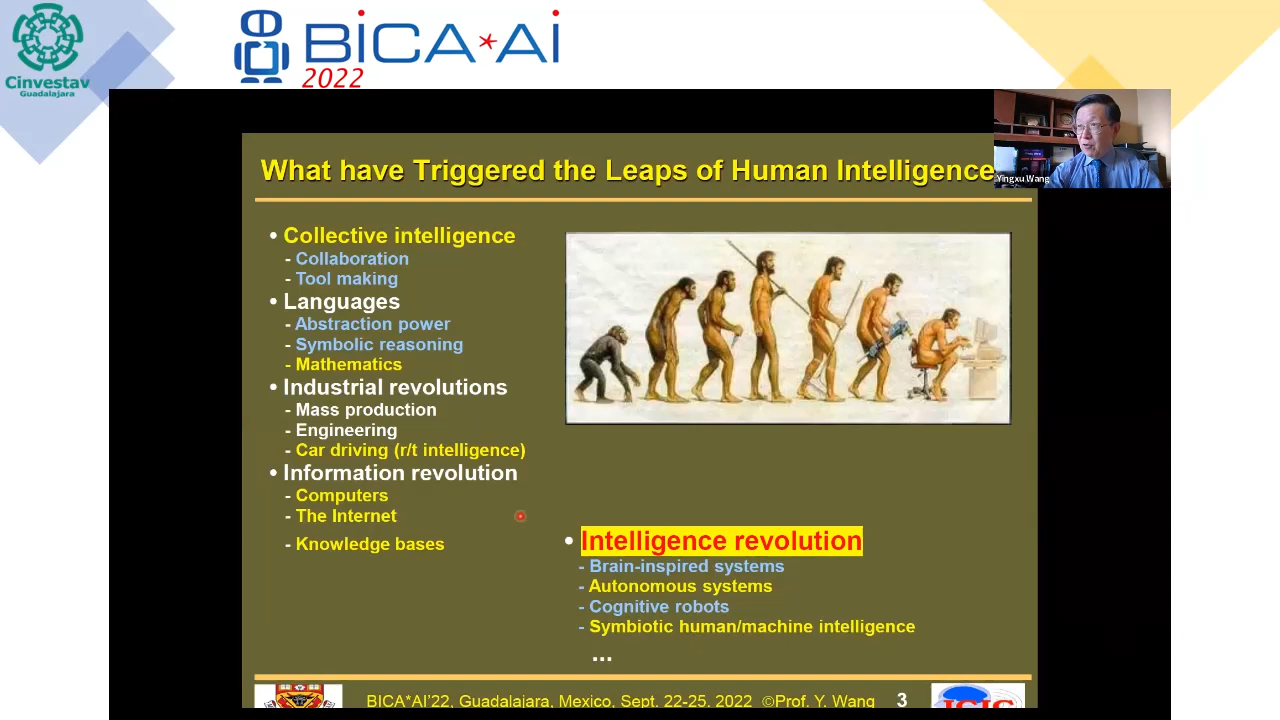 Cinvestav
Guadalajara
BiCA*Ai
2022
Yingxu Wang
What have Triggered the Leaps of Human Intelligence
• Collective intelligence
- Collaboration
- Tool making
• Languages
- Abstraction power
- Symbolic reasoning
- Mathematics
• Industrial revolutions
- Mass production
- Engineering
- Car driving (r/t intelligence)
• Information revolution
- Computers
- The Internet
- Knowledge bases
• Intelligence revolution
- Brain-inspired systems
- Autonomous systems
- Cognitive robots
- Symbiotic human/machine intelligence
...
BICA*AI'22, Guadalajara, Mexico, Sept. 22-25, 2022 ©Prof. Y. Wang 3